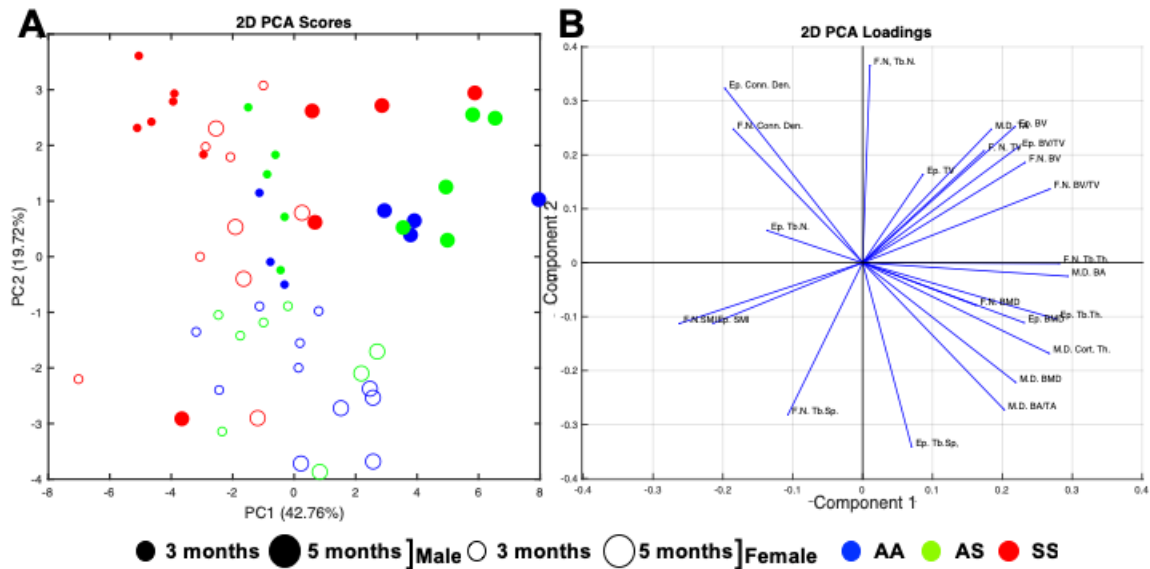 A
2D PCA Scores
4
3
2
1
0
-1
-2
-3
-4
-8
-6
-4
-2
0
2
4
6
8
PC2 (19.72%)
PC1 (42.76%)
B
2D PCA Loadings
0.4
0.3
0.2
0.1
0
-0.1
-0.2
-0.3
-0.4
-0.4
-0.3
-0.2
-0.1
0
0.1
0.2
0.3
0.4
Component 2
Component 1
F.N, Tb.N.
Ep. Conn. Den.
F.N. Conn. Den.
M.D. TA
Ep. BV
F. N. TV
Ep. BV/TV
F.N. BV
Ep. TV
F.N. BV/TV
Ep. Tb.N.
F.N. Tb.Th.
M.D. BA
F.N. BMD
Ep. Tb.Th.
Ep. BMD
F.N.SMI
Ep. SMI
M.D. Cort. Th.
M.D. BMD
M.D. BA/TA
F.N. Tb.Sp.
Ep. Tb.Sp,
3 months 5 months ]Male 3 months 5 months ]Female AA AS SS